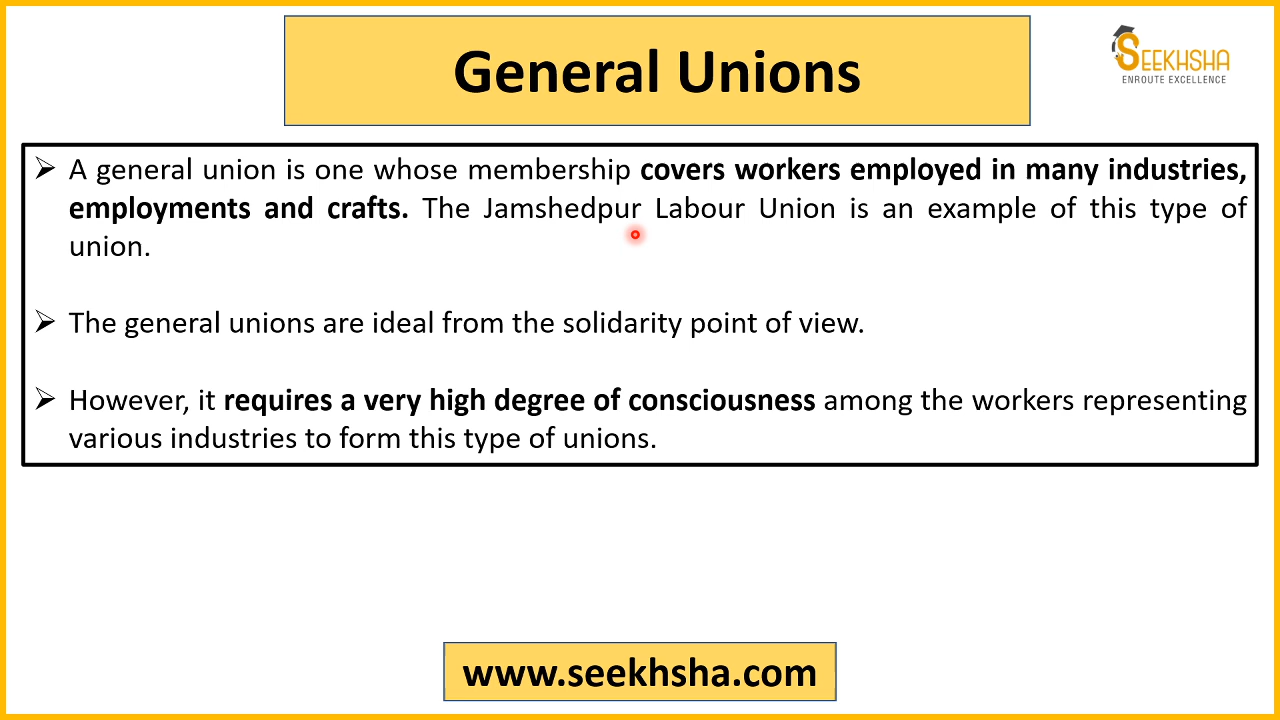 General Unions
SEEKHSHA
ENROUTE EXCELLENCE
➢ A general union is one whose membership covers workers employed in many industries,
employments and crafts. The Jamshedpur Labour Union is an example of this type of
union.
➢ The general unions are ideal from the solidarity point of view.
➢ However, it requires a very high degree of consciousness among the workers representing
various industries to form this type of unions.
www.seekhsha.com